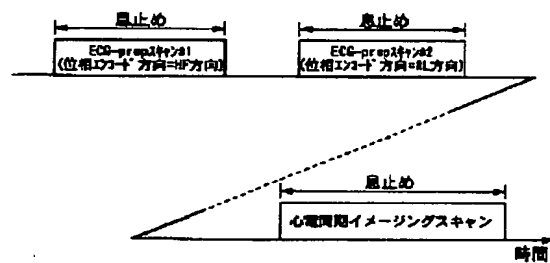 息止め
息止め
ECG-prepスキャン#1
(位相エンコード方向=HF方向)
ECG-prepスキャン#2
(位相エンコード方向=RL方向)
息止め
心電同期イメージングスキャン
時間